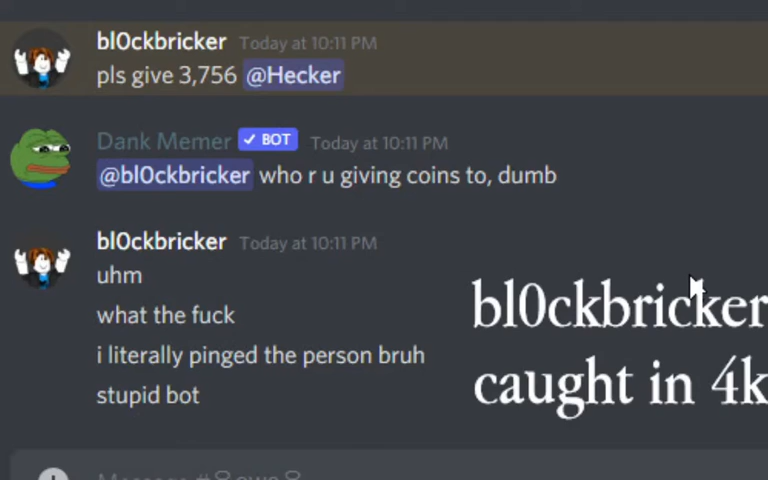 bl0ckbricker Today at 10:11 PM
pls give 3,756 @Hecker
Dank Memer ✓ BOT Today at 10:11 PM
@bl0ckbricker who r u giving coins to, dumb
bl0ckbricker Today at 10:11 PM
uhm
what the fuck
i literally pinged the person bruh
stupid bot
bl0ckbricker
caught in 4k
Message #